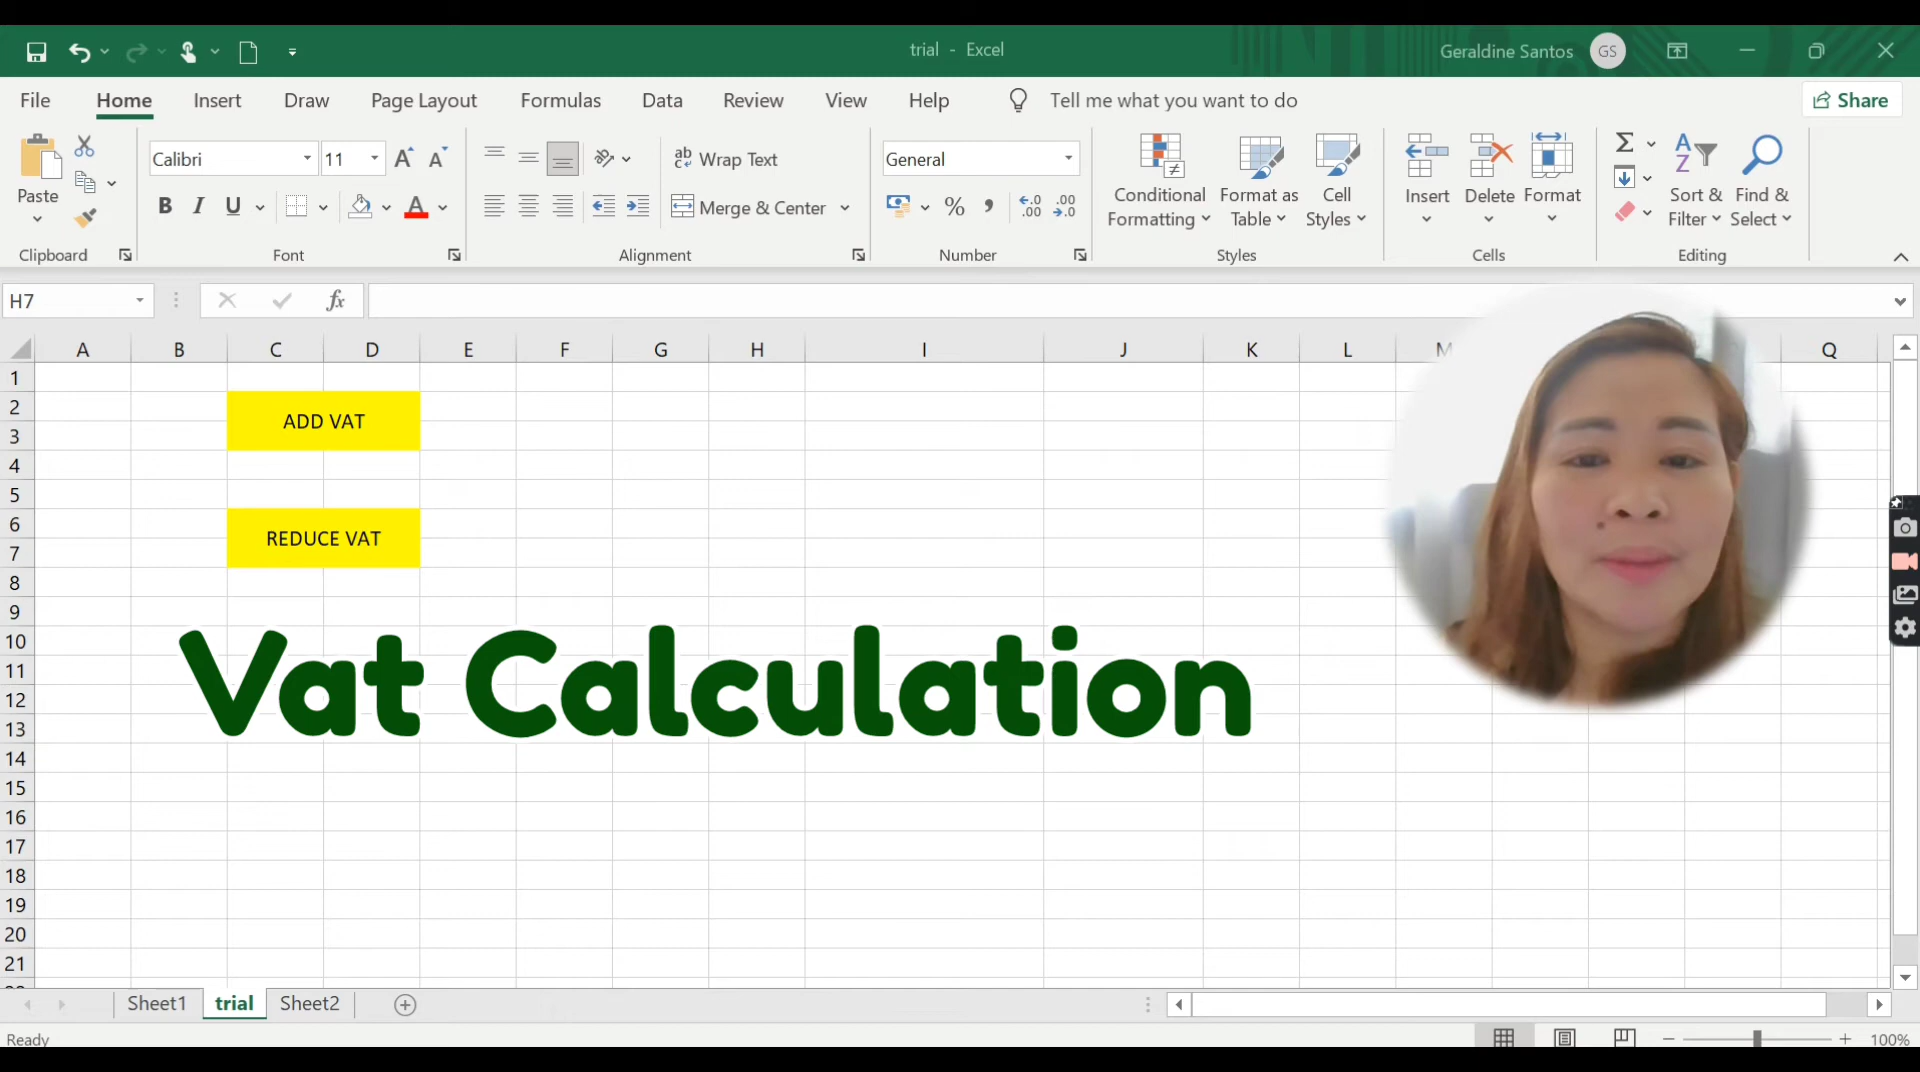 trial - Excel
Geraldine Santos GS
File Home Insert Draw Page Layout Formulas Data Review View Help Tell me what you want to do Share
Calibri 11
Wrap Text
General
Paste
B I U
Merge & Center
Conditional Formatting
Format as Table
Cell Styles
Insert
Delete
Format
Sort & Filter
Find & Select
Clipboard Font Alignment Number Styles Cells Editing
H7
fx
A B C D E F G H I J K L M Q
1
2
ADD VAT
3
4
5
6
REDUCE VAT
7
8
9
10
Vat Calculation
11
12
13
14
15
16
17
18
19
20
21
Sheet1 trial Sheet2
Ready
100%